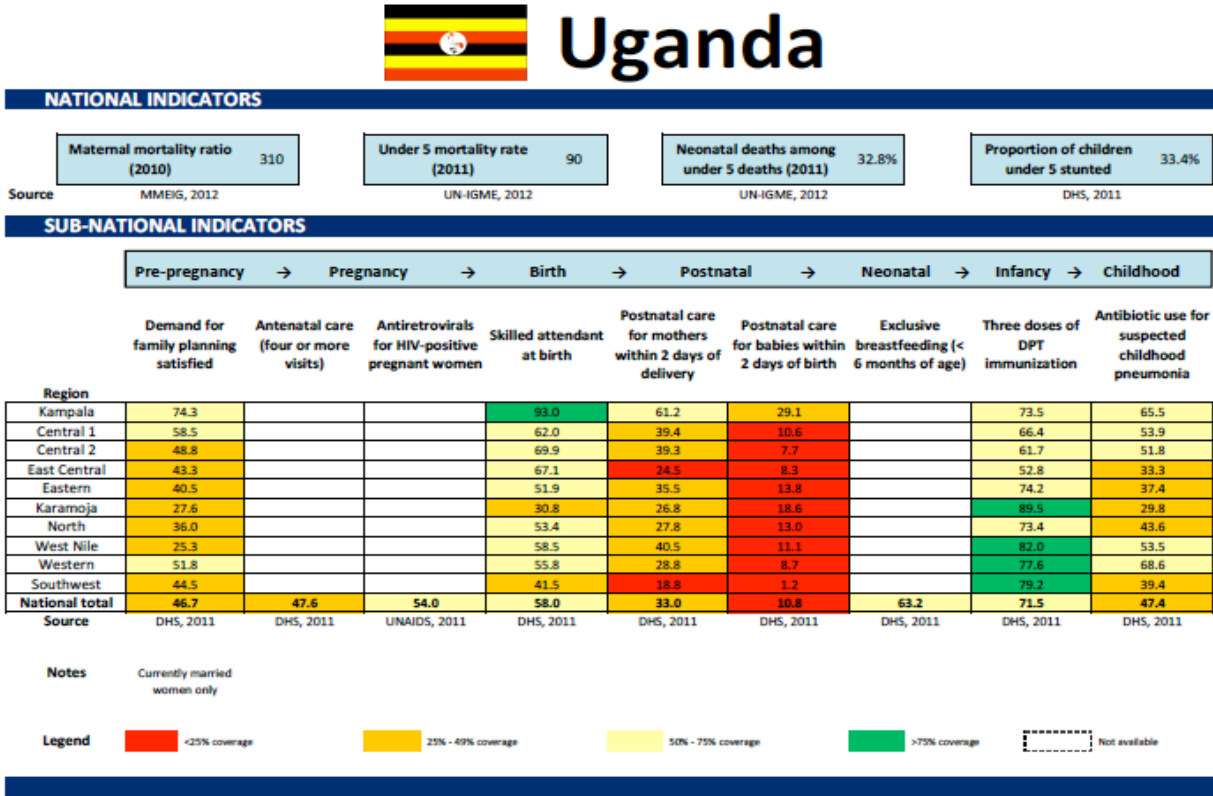 Uganda
NATIONAL INDICATORS
Maternal mortality ratio (2010) 310
Under 5 mortality rate (2011) 90
Neonatal deaths among under 5 deaths (2011) 32.8%
Proportion of children under 5 stunted 33.4%
Source MMEIG, 2012 UN-IGME, 2012 UN-IGME, 2012 DHS, 2011
SUB-NATIONAL INDICATORS
Pre-pregnancy → Pregnancy → Birth → Postnatal → Neonatal → Infancy → Childhood
Demand for family planning satisfied
Antenatal care (four or more visits)
Antiretrovirals for HIV-positive pregnant women
Skilled attendant at birth
Postnatal care for mothers within 2 days of delivery
Postnatal care for babies within 2 days of birth
Exclusive breastfeeding (< 6 months of age)
Three doses of DPT immunization
Antibiotic use for suspected childhood pneumonia
Region
Kampala 74.3 93.0 61.2 29.1 73.5 65.5
Central 1 58.5 62.0 39.4 10.6 66.4 53.9
Central 2 48.8 69.9 39.3 7.7 61.7 51.8
East Central 43.3 67.1 24.5 8.3 52.8 33.3
Eastern 40.5 51.9 35.5 13.8 74.2 37.4
Karamoja 27.6 30.8 26.8 18.6 89.5 29.8
North 36.0 53.4 27.8 13.0 73.4 43.6
West Nile 25.3 58.5 40.5 11.1 82.0 53.5
Western 51.8 55.8 28.8 8.7 77.6 68.6
Southwest 44.5 41.5 18.8 1.2 79.2 39.4
National total 46.7 47.6 54.0 58.0 33.0 10.8 63.2 71.5 47.4
Source DHS, 2011 DHS, 2011 UNAIDS, 2011 DHS, 2011 DHS, 2011 DHS, 2011 DHS, 2011 DHS, 2011 DHS, 2011
Notes Currently married women only
Legend <25% coverage 25% - 49% coverage 50% - 75% coverage >75% coverage Not available